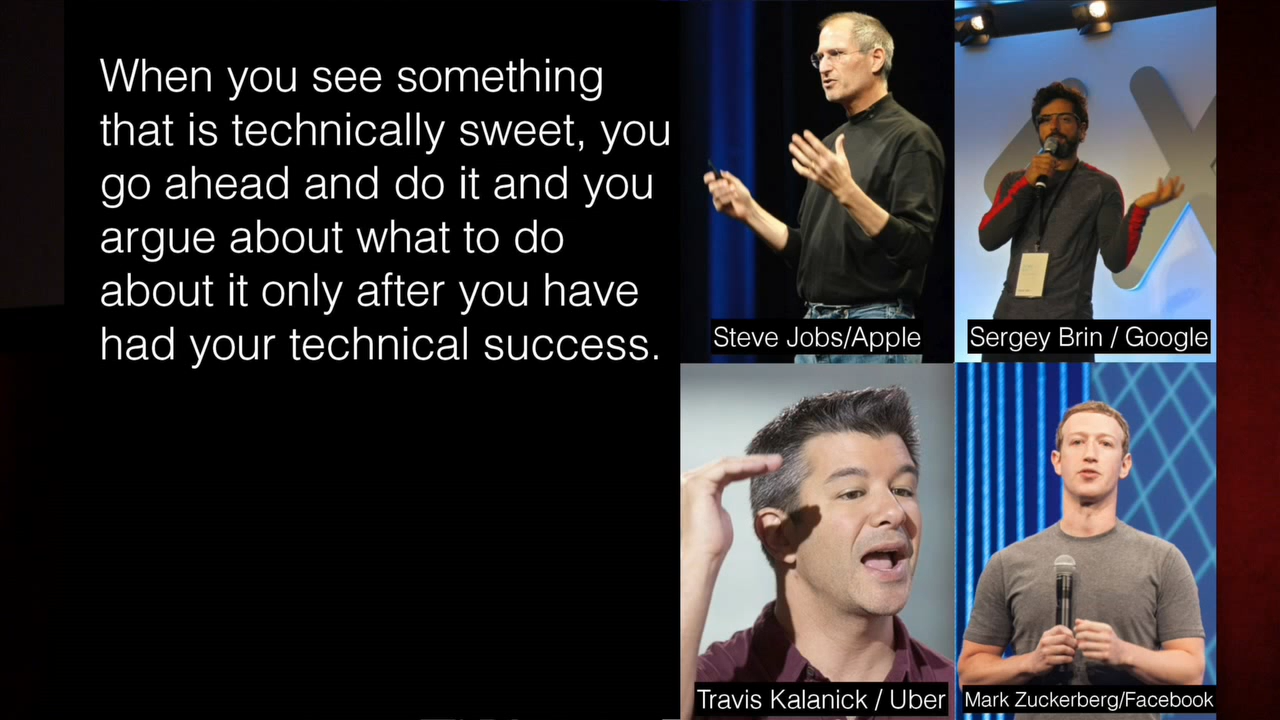 When you see something
that is technically sweet, you
go ahead and do it and you
argue about what to do
about it only after you have
had your technical success.
Steve Jobs/Apple
Sergey Brin / Google
Travis Kalanick / Uber
Mark Zuckerberg/Facebook